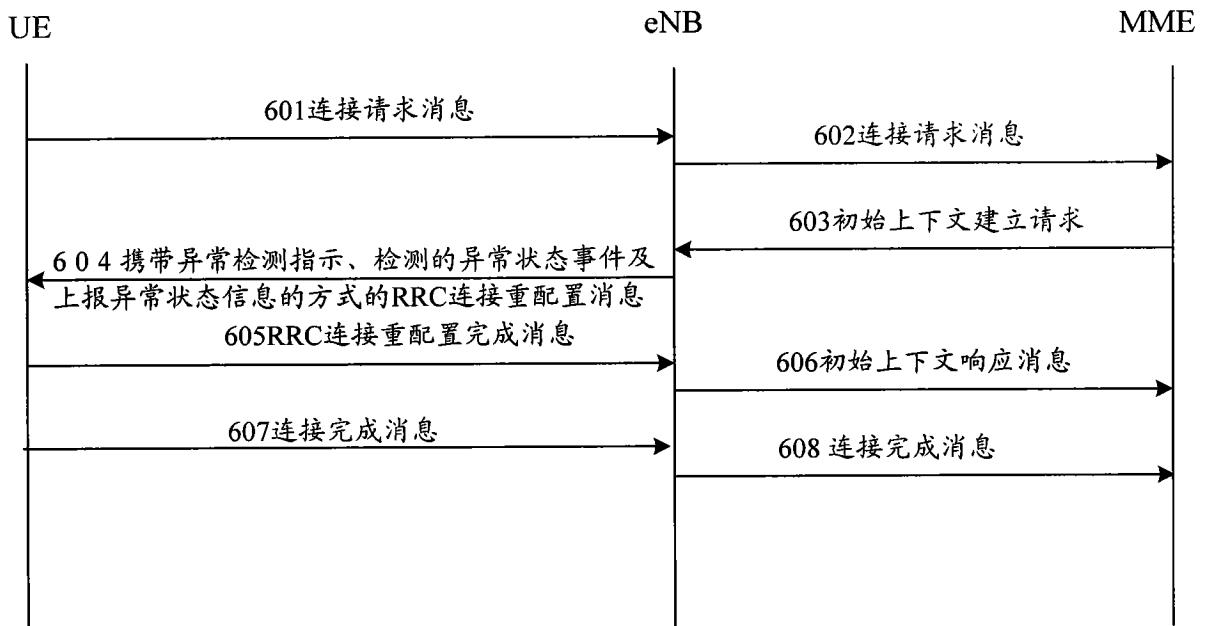 UE
eNB
MME
601连接请求消息
602连接请求消息
603初始上下文建立请求
604携带异常检测指示、检测的异常状态事件及
上报异常状态信息的方式的RRC连接重配置消息
605RRC连接重配置完成消息
606初始上下文响应消息
607连接完成消息
608 连接完成消息